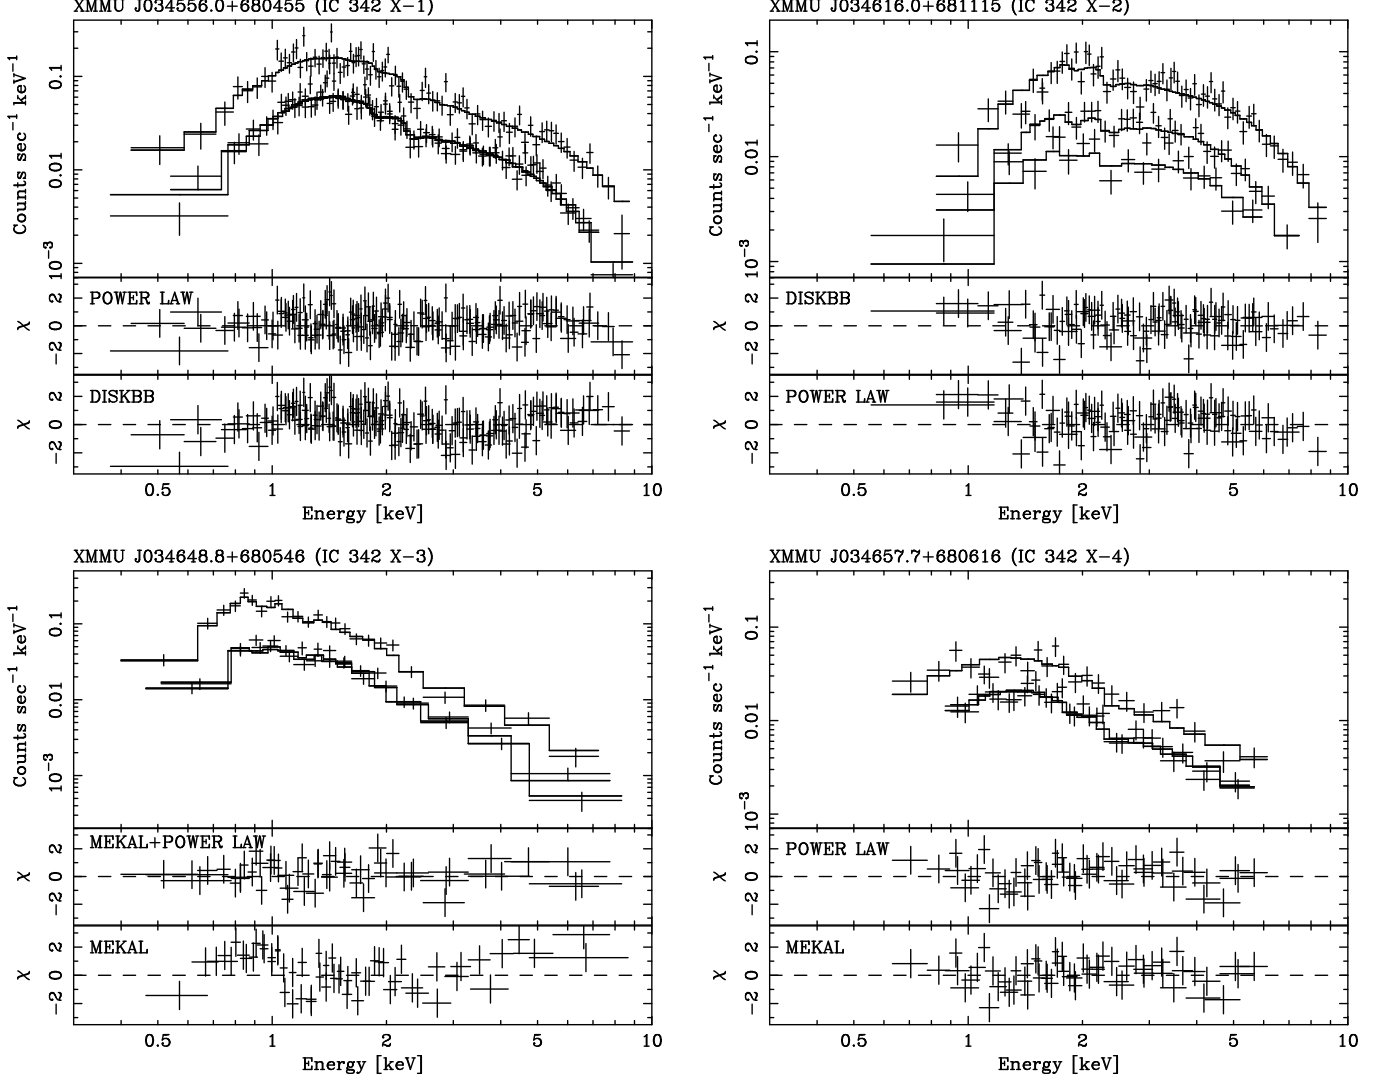 XMMU J034556.0+680455 (IC 342 X−1)
Counts sec−1 keV−1
0.1
0.01
10−3
POWER LAW
χ
2
0
−2
DISKBB
χ
2
0
−2
0.5 1 2 5 10
Energy [keV]
XMMU J034616.0+681115 (IC 342 X−2)
Counts sec−1 keV−1
0.1
0.01
10−3
DISKBB
χ
2
0
−2
POWER LAW
χ
2
0
−2
0.5 1 2 5 10
Energy [keV]
XMMU J034648.8+680546 (IC 342 X−3)
Counts sec−1 keV−1
0.1
0.01
10−3
MEKAL+POWER LAW
χ
2
0
−2
MEKAL
χ
2
0
−2
0.5 1 2 5 10
Energy [keV]
XMMU J034657.7+680616 (IC 342 X−4)
Counts sec−1 keV−1
0.1
0.01
10−3
POWER LAW
χ
2
0
−2
MEKAL
χ
2
0
−2
0.5 1 2 5 10
Energy [keV]